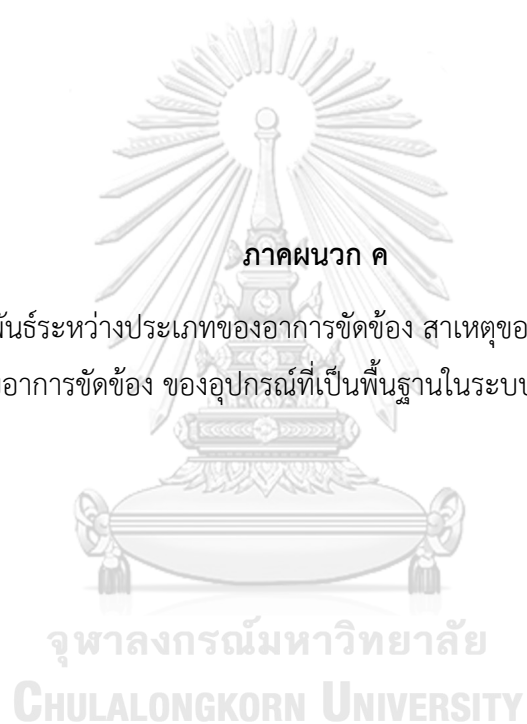 ภาคผนวก ค
พันธ์ระหว่างประเภทของอาการขัดข้อง สาเหตุขอ
อาการขัดข้อง ของอุปกรณ์ที่เป็นพื้นฐานในระบบ
จุฬาลงกรณ์มหาวิทยาลัย
CHULALONGKORN UNIVERSITY